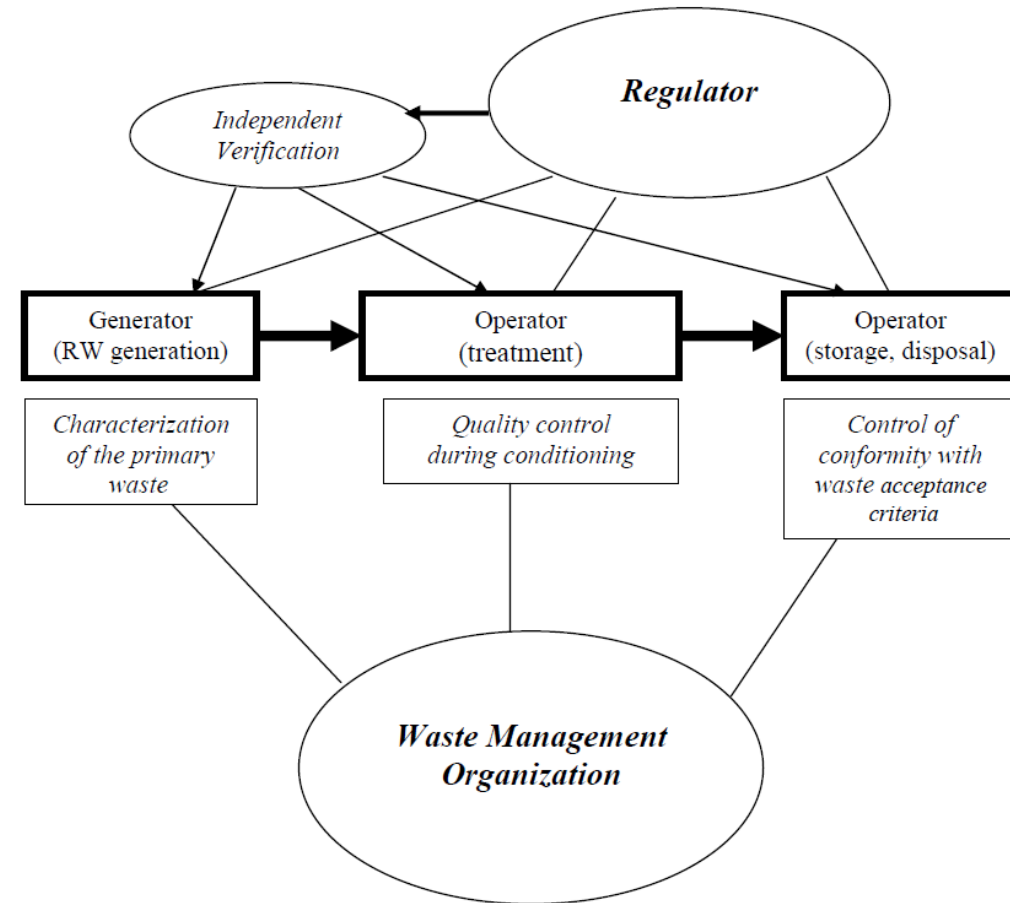 Regulator
Independent
Verification
Generator
(RW generation)
Operator
(treatment)
Operator
(storage, disposal)
Characterization
of the primary
waste
Quality control
during conditioning
Control of
conformity with
waste acceptance
criteria
Waste Management
Organization